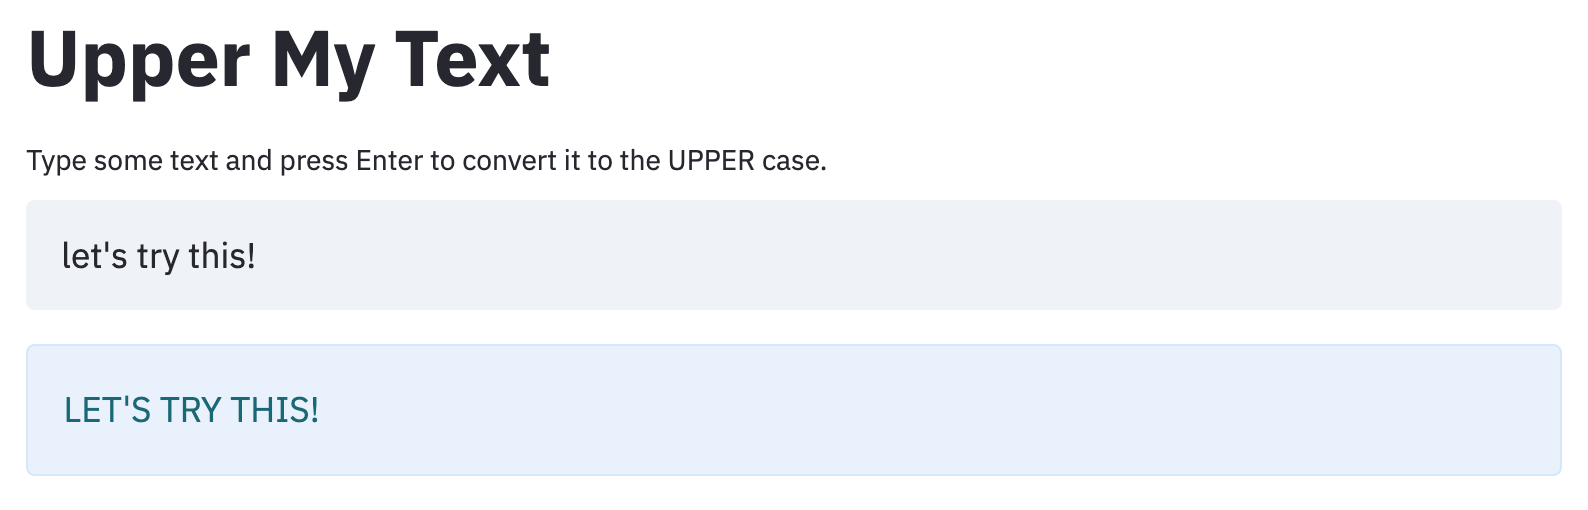 Upper My Text
Type some text and press Enter to convert it to the UPPER case.
let's try this!
LET'S TRY THIS!